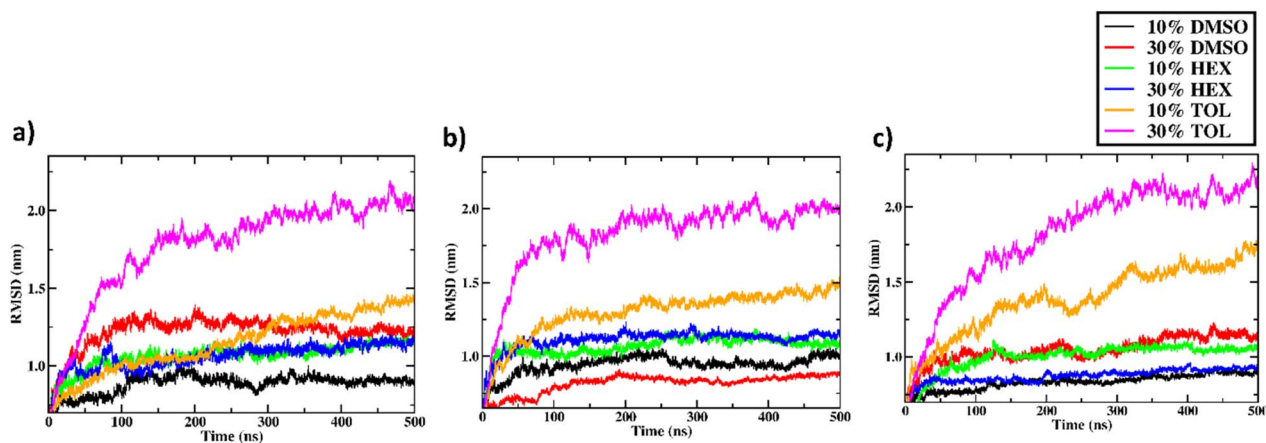 10% DMSO
30% DMSO
10% HEX
30% HEX
10% TOL
30% TOL
a)
b)
c)
RMSD (nm)
2.0
1.5
1.0
0 100 200 300 400 500
Time (ns)
RMSD (nm)
2.0
1.5
1.0
0 100 200 300 400 500
Time (ns)
RMSD (nm)
2.0
1.5
1.0
0 100 200 300 400 500
Time (ns)